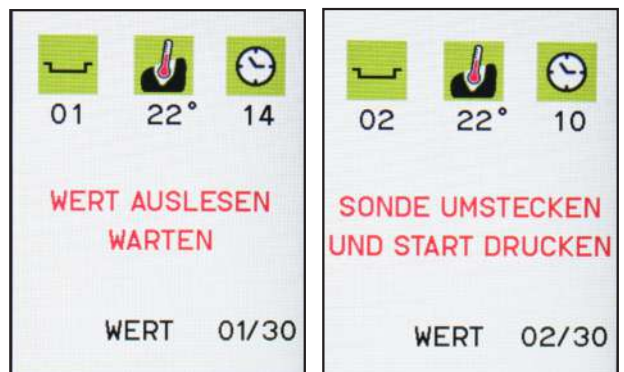 01 22° 14
WERT AUSLESEN
WARTEN
WERT 01/30
02 22° 10
SONDE UMSTECKEN
UND START DRUCKEN
WERT 02/30